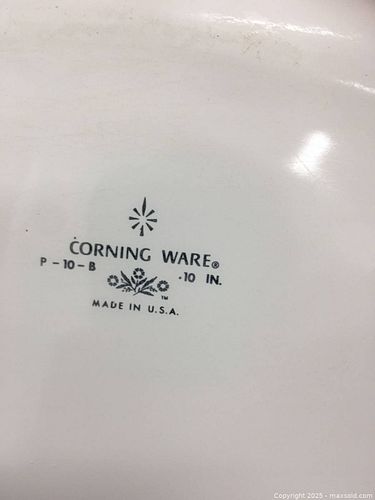 CORNING WARE®
P-10-B ·10 IN.
TM
MADE IN U.S.A.
Copyright 2025 - maxsold.com